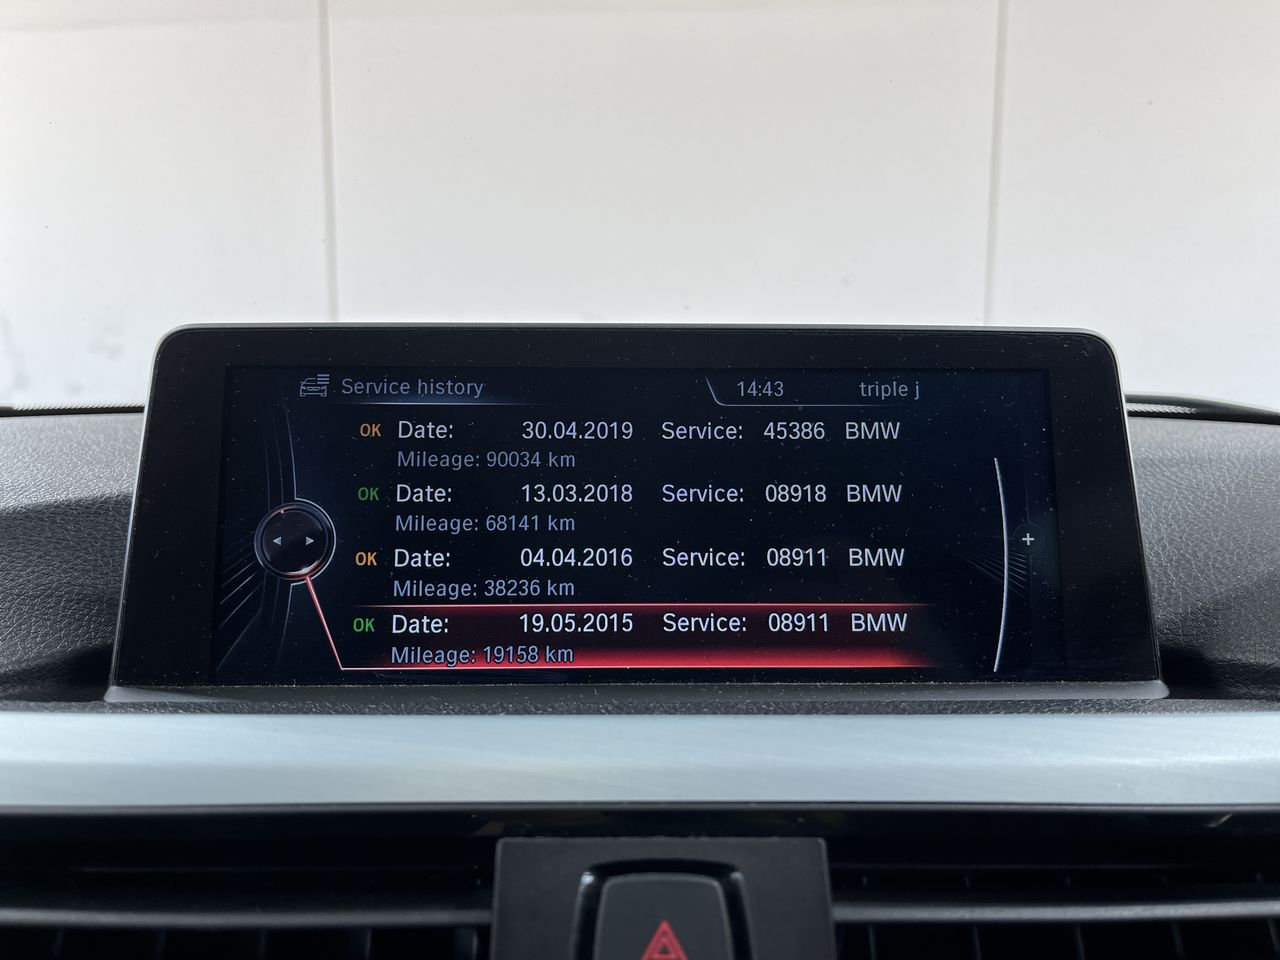 Service history 14:43 triple j
OK Date: 30.04.2019 Service: 45386 BMW
Mileage: 90034 km
OK Date: 13.03.2018 Service: 08918 BMW
Mileage: 68141 km
OK Date: 04.04.2016 Service: 08911 BMW
Mileage: 38236 km
OK Date: 19.05.2015 Service: 08911 BMW
Mileage: 19158 km